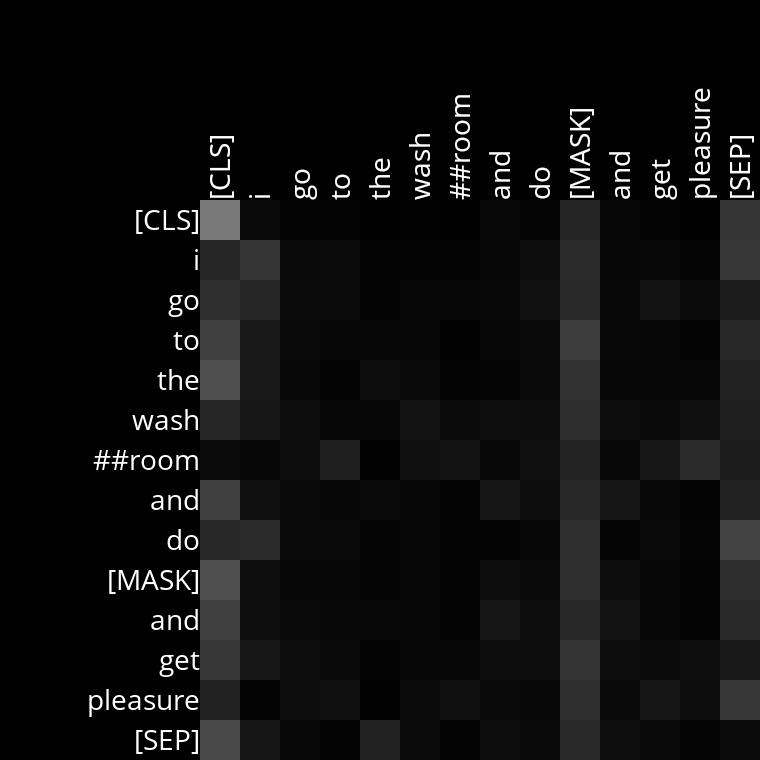 [CLS] i go to the wash ##room and do [MASK] and get pleasure [SEP]
[CLS]
i
go
to
the
wash
##room
and
do
[MASK]
and
get
pleasure
[SEP]